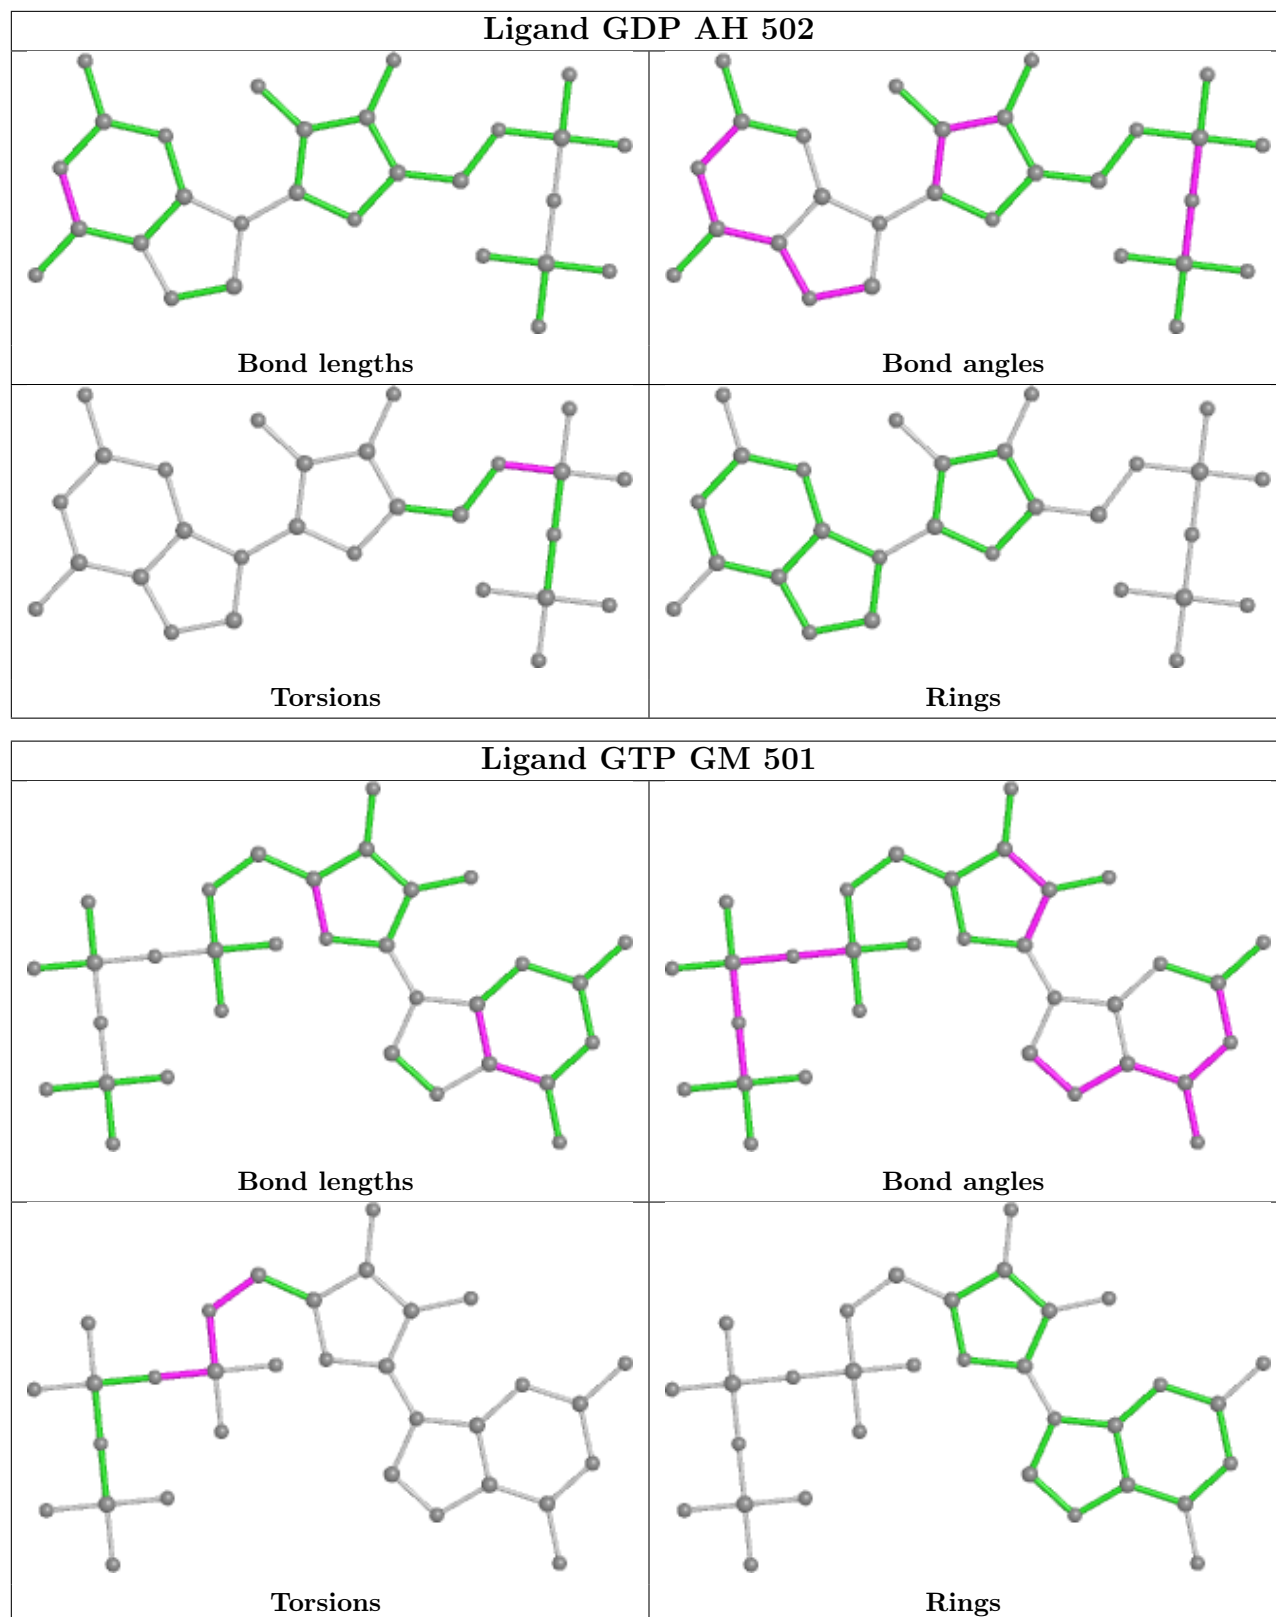 Ligand GDP AH 502
Bond lengths
Bond angles
Torsions
Rings
Ligand GTP GM 501
Bond lengths
Bond angles
Torsions
Rings